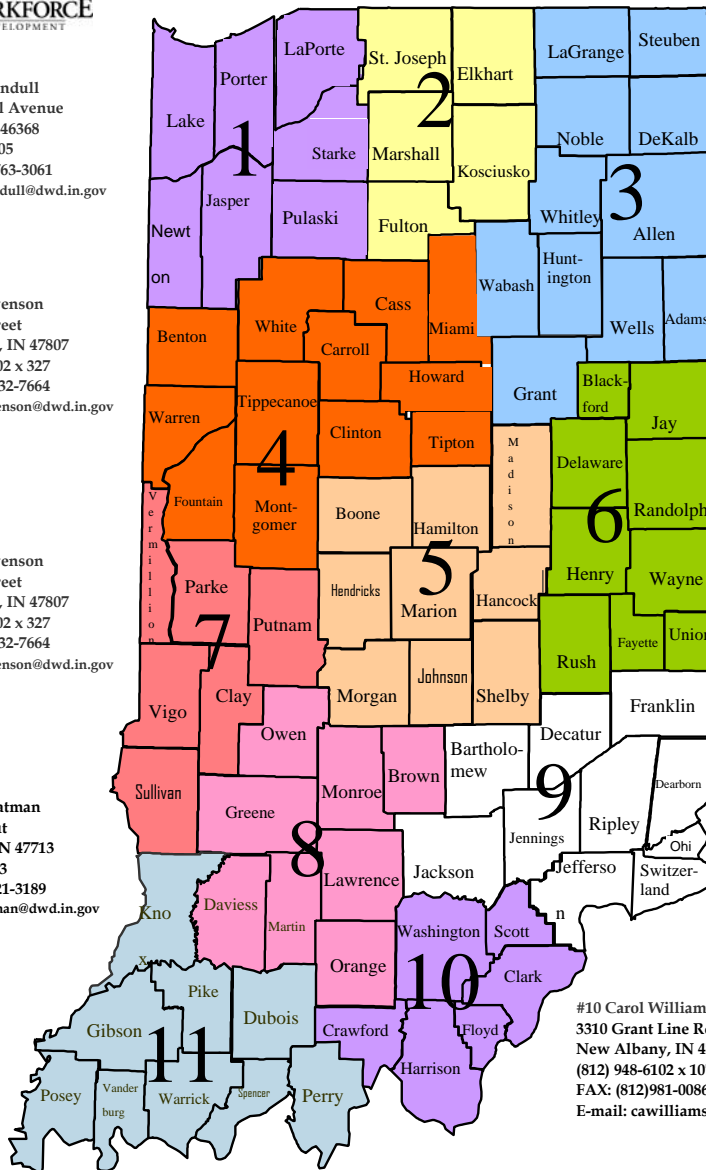 RKFORCE
ELOPMENT
ndull
l Avenue
46368
05
763-3061
dull@dwd.in.gov
enson
reet
, IN 47807
02 x 327
32-7664
enson@dwd.in.gov
enson
reet
, IN 47807
02 x 327
32-7664
enson@dwd.in.gov
atman
ut
N 47713
3
21-3189
man@dwd.in.gov
LaPorte
St. Joseph
Elkhart
LaGrange
Steuben
Porter
Lake
1
2
Noble
DeKalb
Starke
Marshall
Kosciusko
3
Jasper
Pulaski
Fulton
Whitley
Allen
Newt
on
Wabash
Hunt-
ington
Wells
Adams
Benton
White
Cass
Miami
Carroll
Howard
Grant
Black-
ford
Jay
Warren
Tippecanoe
Clinton
Tipton
Madison
Delaware
4
Fountain
Mont-
gomer
Boone
Hamilton
6
Randolph
Vermillion
Parke
Hendricks
5
Marion
Hancock
Henry
Wayne
7
Putnam
Rush
Fayette
Union
Vigo
Clay
Morgan
Johnson
Shelby
Owen
Franklin
Decatur
Bartholo-
mew
Sullivan
Greene
Monroe
Brown
9
Dearborn
Jennings
Ripley
Ohi
8
Lawrence
Jackson
Jefferso
n
Switzer-
land
Kno
x
Daviess
Martin
Washington
Scott
Orange
10
Clark
Pike
Gibson
Dubois
Crawford
Floyd
Harrison
11
Posey
Vander
burg
Warrick
Spencer
Perry
#10 Carol William
3310 Grant Line R
New Albany, IN 4
(812) 948-6102 x 10
FAX: (812)981-0086
E-mail: cawilliams